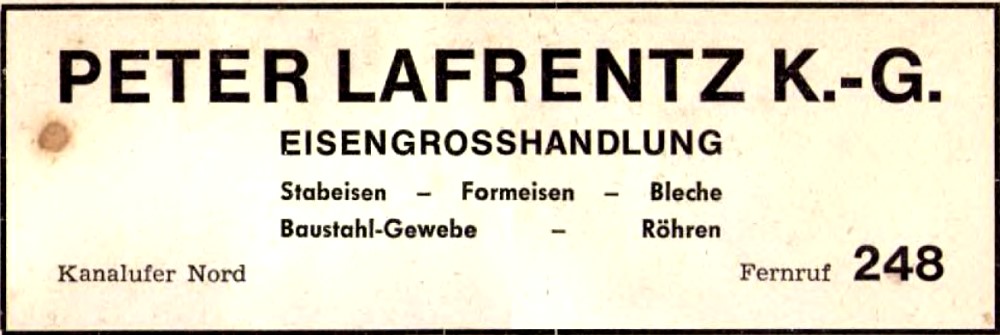 PETER LAFRENTZ K.-G.
EISENGROSSHANDLUNG
Stabeisen – Formeisen – Bleche
Baustahl-Gewebe – Röhren
Kanalufer Nord Fernruf 248